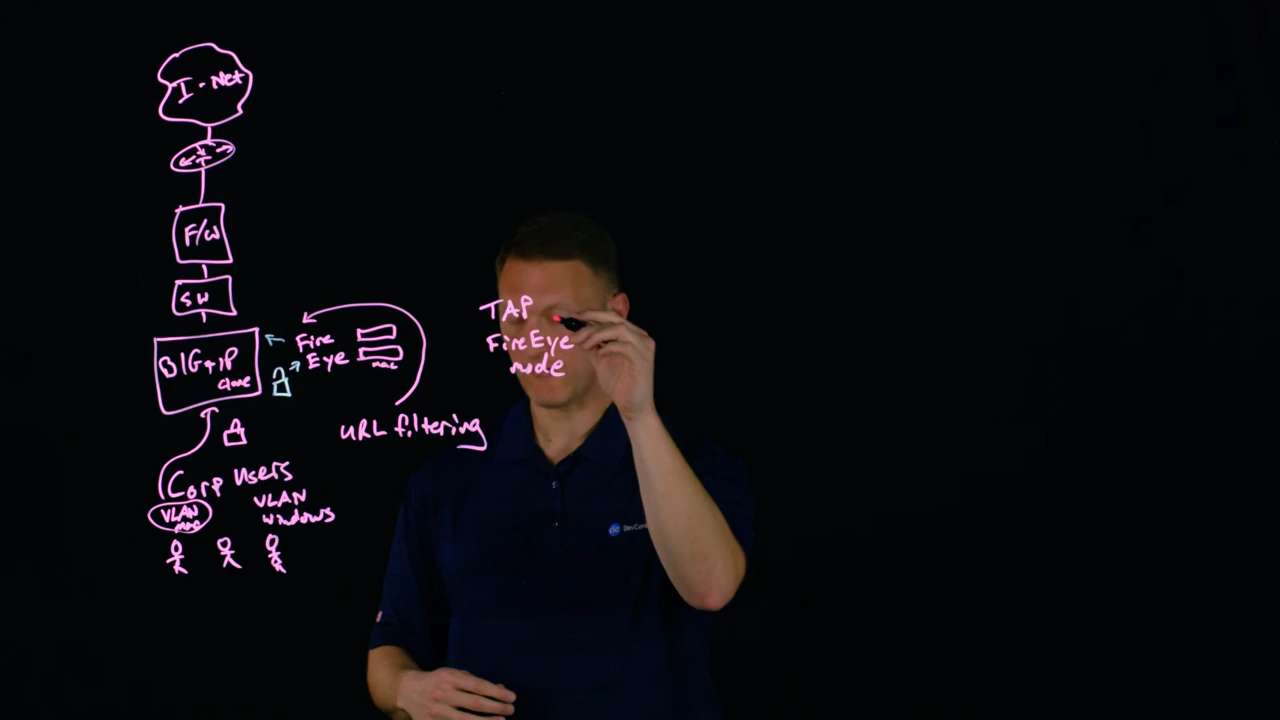 I-Net
F/W
SW
BIG-IP
clone
Fire
Eye
mac
URL filtering
TAP
FireEye
mode
Corp Users
VLAN
mac
VLAN
windows
dc